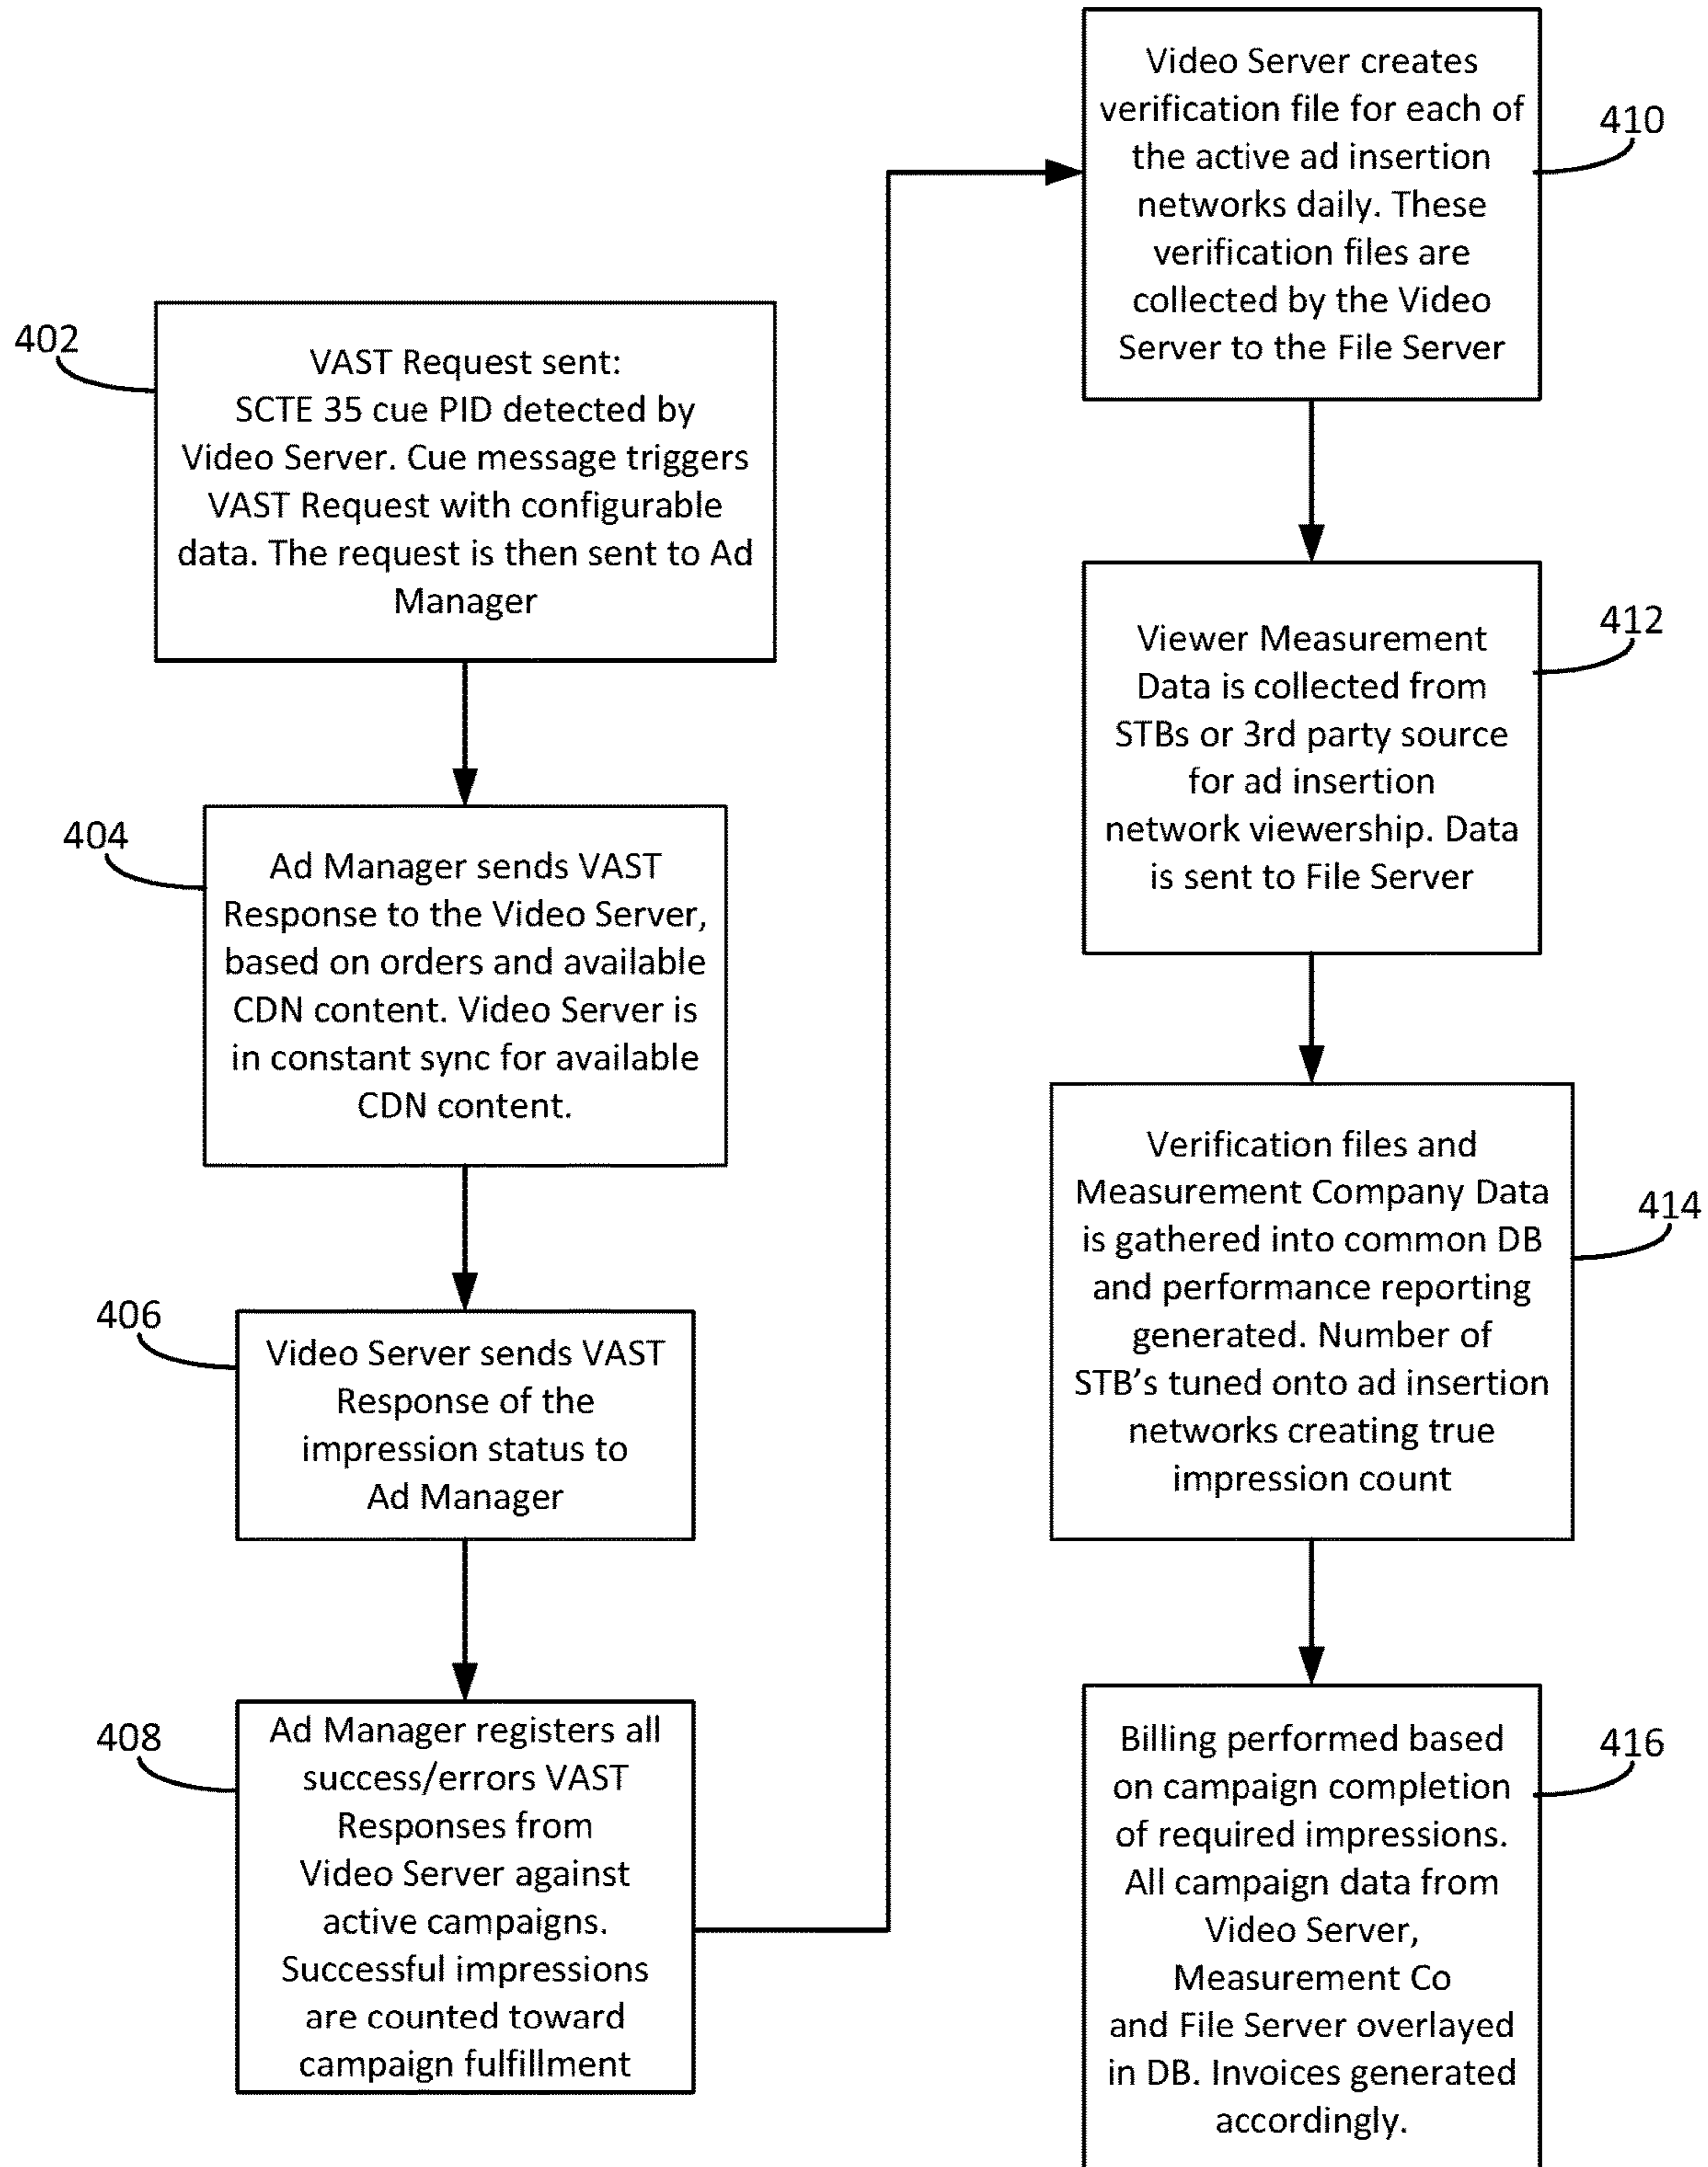 402
VAST Request sent:
SCTE 35 cue PID detected by
Video Server. Cue message triggers
VAST Request with configurable
data. The request is then sent to Ad
Manager
404
Ad Manager sends VAST
Response to the Video Server,
based on orders and available
CDN content. Video Server is
in constant sync for available
CDN content.
406
Video Server sends VAST
Response of the
impression status to
Ad Manager
408
Ad Manager registers all
success/errors VAST
Responses from
Video Server against
active campaigns.
Successful impressions
are counted toward
campaign fulfillment
Video Server creates
verification file for each of
the active ad insertion
networks daily. These
verification files are
collected by the Video
Server to the File Server
410
Viewer Measurement
Data is collected from
STBs or 3rd party source
for ad insertion
network viewership. Data
is sent to File Server
412
Verification files and
Measurement Company Data
is gathered into common DB
and performance reporting
generated. Number of
STB's tuned onto ad insertion
networks creating true
impression count
414
Billing performed based
on campaign completion
of required impressions.
All campaign data from
Video Server,
Measurement Co
and File Server overlayed
in DB. Invoices generated
accordingly.
416